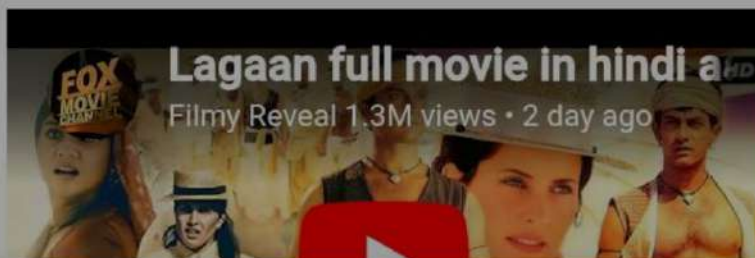 FOX
MOVIE
CHANNEL
Lagaan full movie in hindi a
HD
Filmy Reveal 1.3M views • 2 day ago